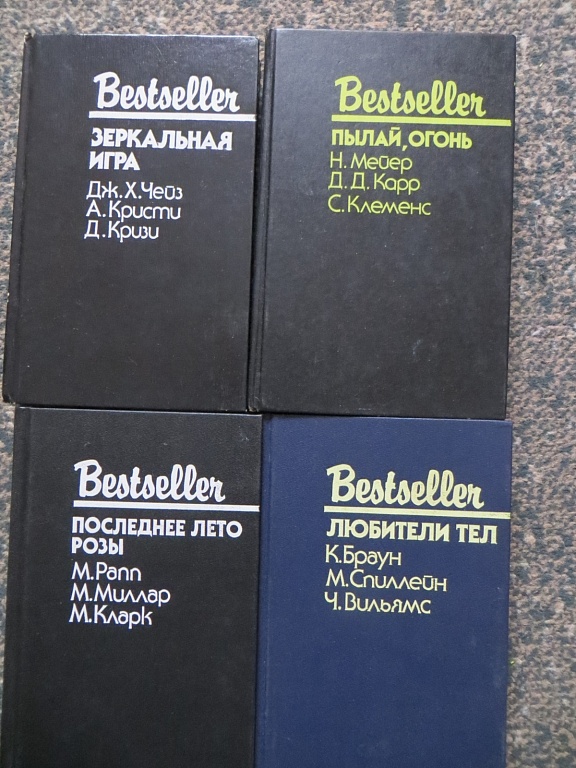 Bestseller
ЗЕРКАЛЬНАЯ
ИГРА
Дж.Х.Чейз
А.Кристи
Д.Кризи
Bestseller
ПЫЛАЙ, ОГОНЬ
Н.Мейер
Д.Д.Карр
С.Клеменс
Bestseller
ПОСЛЕДНЕЕ ЛЕТО
РОЗЫ
М.Рапп
М.Миллар
М.Кларк
Bestseller
ЛЮБИТЕЛИ ТЕЛ
К.Браун
М.Спиллейн
Ч.Вильямс